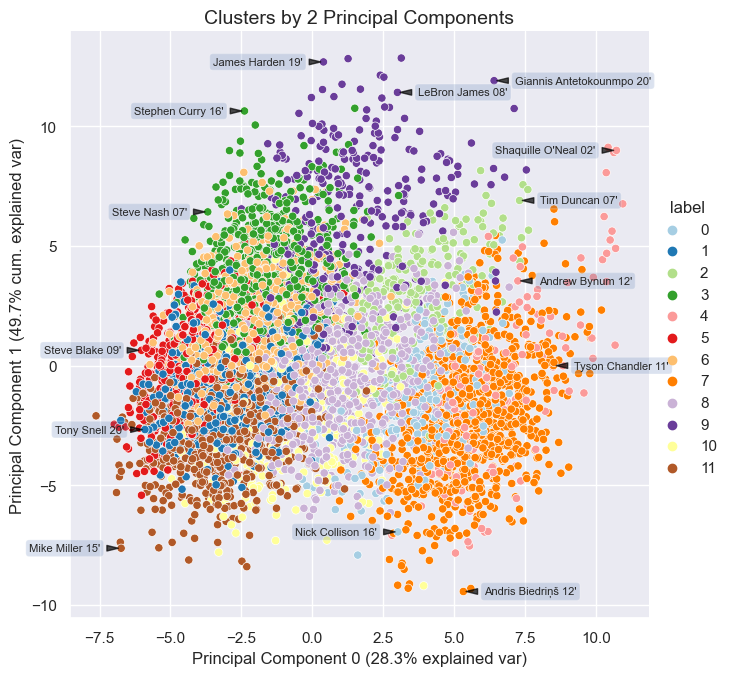 Clusters by 2 Principal Components
James Harden 19'
Giannis Antetokounmpo 20'
LeBron James 08'
Stephen Curry 16'
Shaquille O'Neal 02'
Steve Nash 07'
Tim Duncan 07'
Andrew Bynum 12'
Steve Blake 09'
Tyson Chandler 11'
Tony Snell 20'
Nick Collison 16'
Mike Miller 15'
Andris Biedriņš 12'
10
5
0
−5
−10
−7.5 −5.0 −2.5 0.0 2.5 5.0 7.5 10.0
Principal Component 0 (28.3% explained var)
Principal Component 1 (49.7% cum. explained var)
label
0
1
2
3
4
5
6
7
8
9
10
11